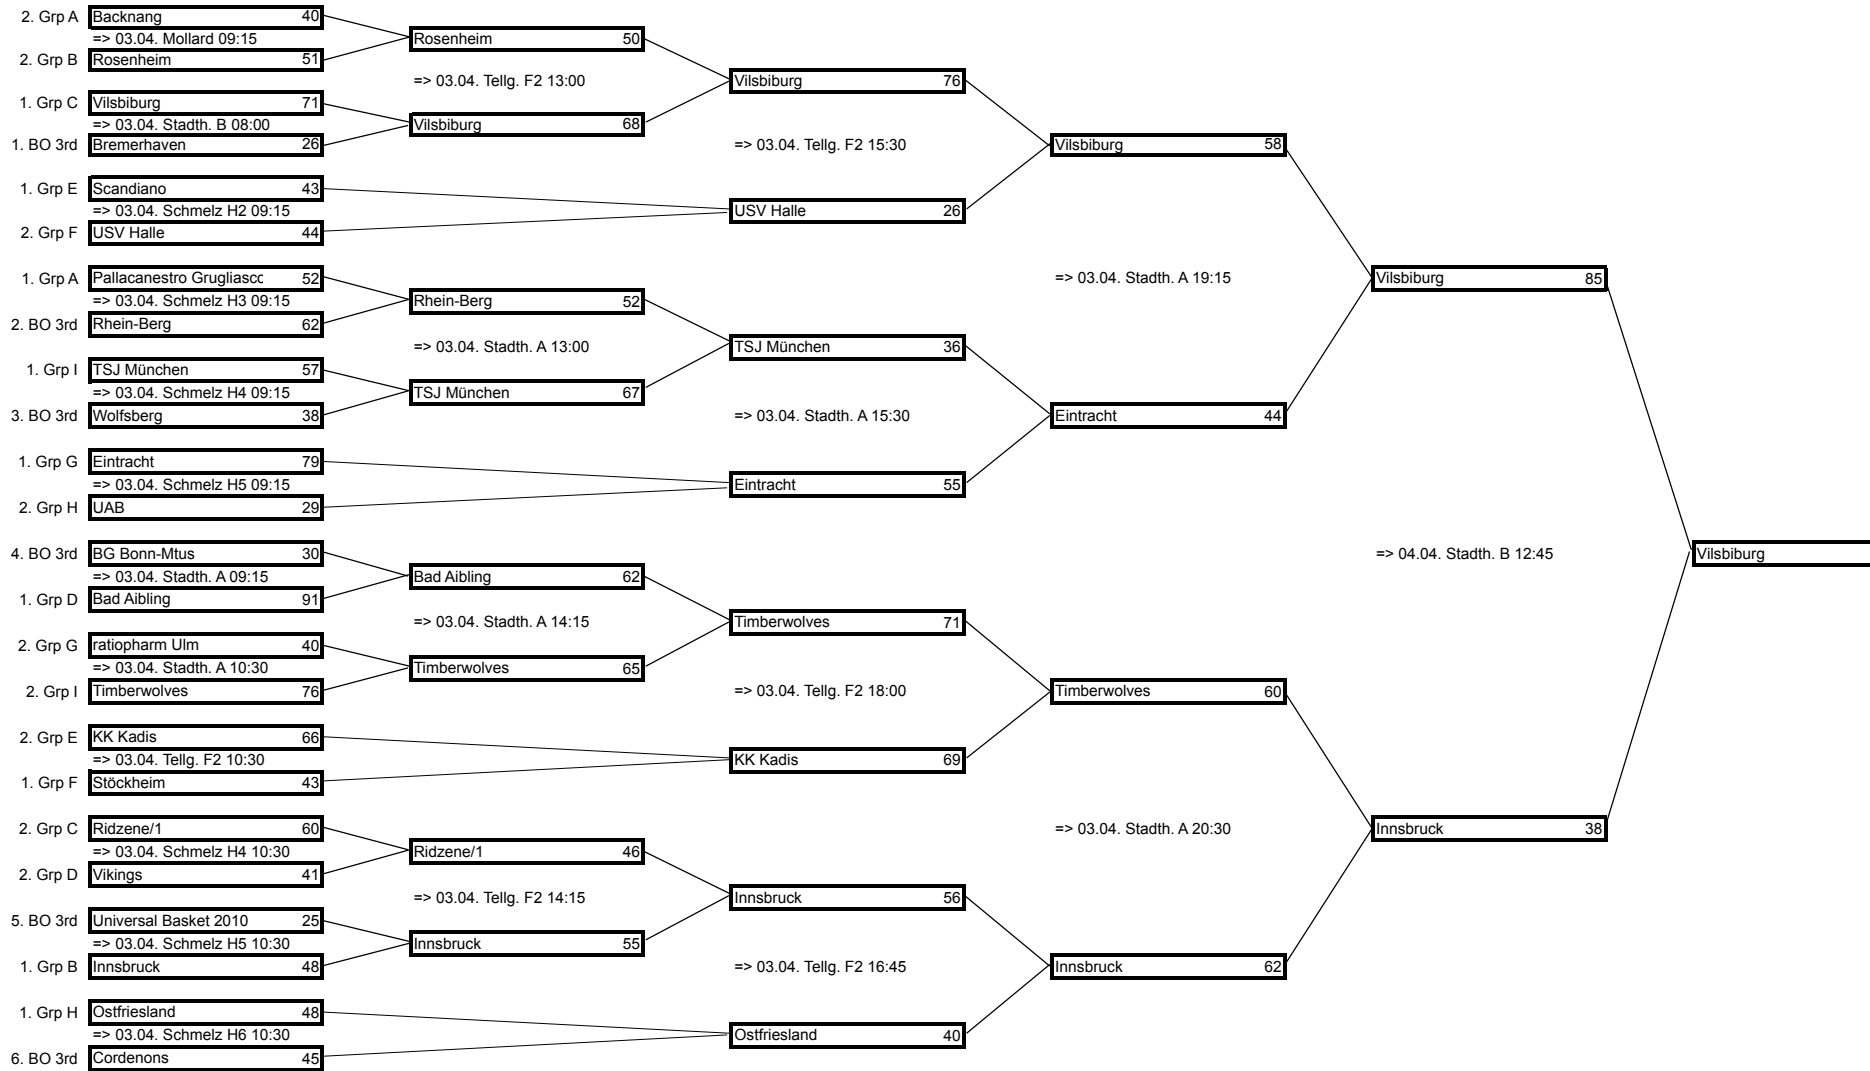 2. Grp A Backnang 40
=> 03.04. Mollard 09:15
2. Grp B Rosenheim 51
Rosenheim 50
=> 03.04. Tellg. F2 13:00
1. Grp C Vilsbiburg 71
=> 03.04. Stadth. B 08:00
1. BO 3rd Bremerhaven 26
Vilsbiburg 68
Vilsbiburg 76
=> 03.04. Tellg. F2 15:30
1. Grp E Scandiano 43
=> 03.04. Schmelz H2 09:15
2. Grp F USV Halle 44
USV Halle 26
Vilsbiburg 58
=> 03.04. Stadth. A 19:15
1. Grp A Pallacanestro Grugliasco 52
=> 03.04. Schmelz H3 09:15
2. BO 3rd Rhein-Berg 62
Rhein-Berg 52
=> 03.04. Stadth. A 13:00
1. Grp I TSJ München 57
=> 03.04. Schmelz H4 09:15
3. BO 3rd Wolfsberg 38
TSJ München 67
TSJ München 36
=> 03.04. Stadth. A 15:30
1. Grp G Eintracht 79
=> 03.04. Schmelz H5 09:15
2. Grp H UAB 29
Eintracht 55
Eintracht 44
Vilsbiburg 85
=> 04.04. Stadth. B 12:45
Vilsbiburg
4. BO 3rd BG Bonn-Mtus 30
=> 03.04. Stadth. A 09:15
1. Grp D Bad Aibling 91
Bad Aibling 62
=> 03.04. Stadth. A 14:15
2. Grp G ratiopharm Ulm 40
=> 03.04. Stadth. A 10:30
2. Grp I Timberwolves 76
Timberwolves 65
Timberwolves 71
=> 03.04. Tellg. F2 18:00
2. Grp E KK Kadis 66
=> 03.04. Tellg. F2 10:30
1. Grp F Stöckheim 43
KK Kadis 69
Timberwolves 60
=> 03.04. Stadth. A 20:30
Innsbruck 38
2. Grp C Ridzene/1 60
=> 03.04. Schmelz H4 10:30
2. Grp D Vikings 41
Ridzene/1 46
=> 03.04. Tellg. F2 14:15
5. BO 3rd Universal Basket 2010 25
=> 03.04. Schmelz H5 10:30
1. Grp B Innsbruck 48
Innsbruck 55
Innsbruck 56
=> 03.04. Tellg. F2 16:45
Innsbruck 62
1. Grp H Ostfriesland 48
=> 03.04. Schmelz H6 10:30
6. BO 3rd Cordenons 45
Ostfriesland 40